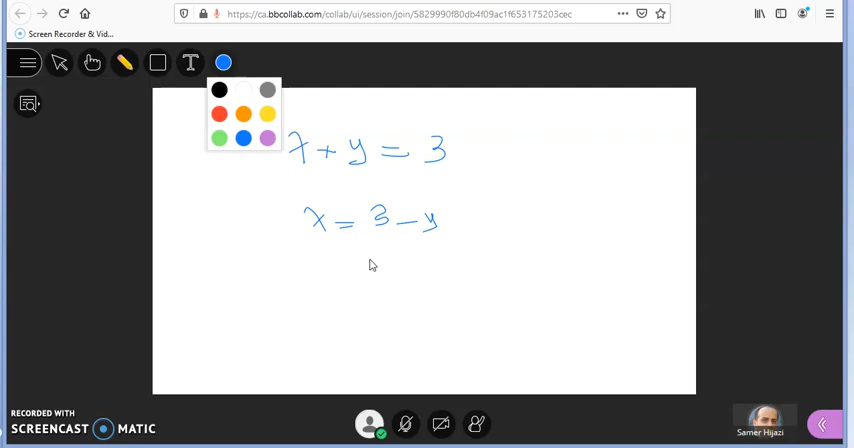 https://ca.bbcollab.com/collab/ui/session/join/5829990f80db4f09ac1f653175203cec
Screen Recorder & Vid...
T
x + y = 3
x = 3 - y
RECORDED WITH
SCREENCAST MATIC
Samer Hijazi